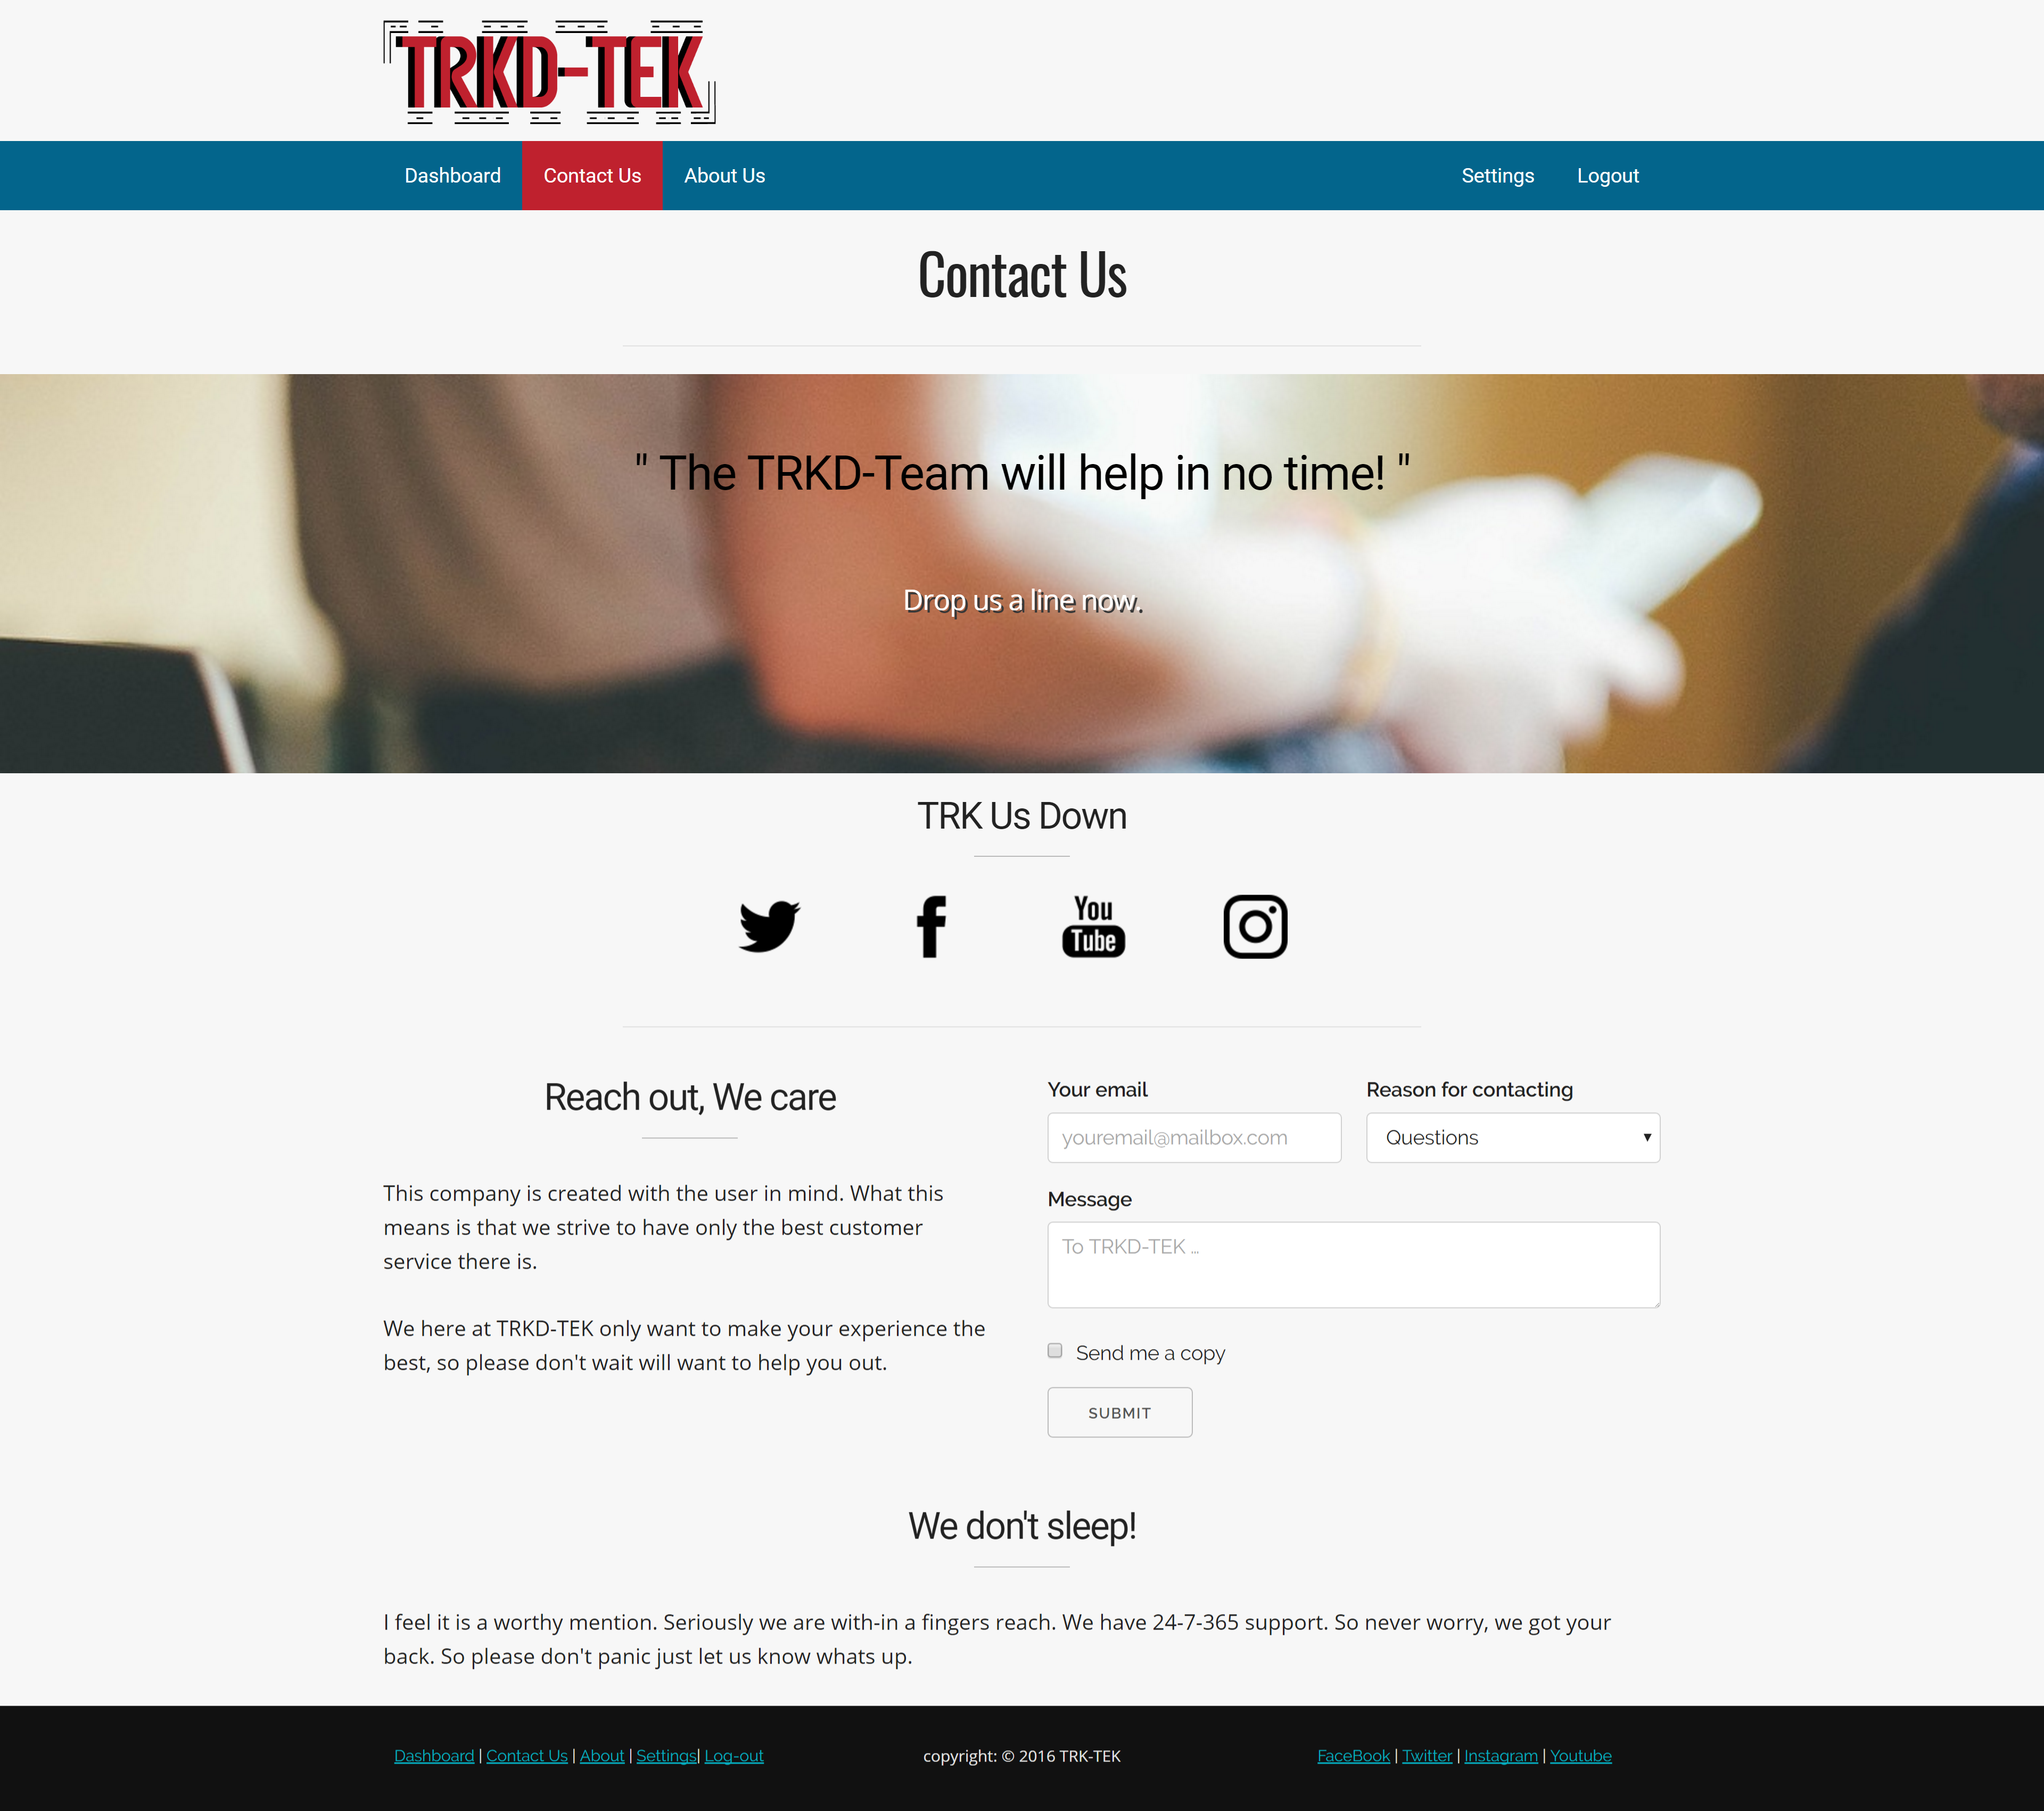 TRKD-TEK
Dashboard Contact Us About Us Settings Logout
Contact Us
" The TRKD-Team will help in no time! "
Drop us a line now.
TRK Us Down
You
Tube
Reach out, We care
This company is created with the user in mind. What this
means is that we strive to have only the best customer
service there is.
We here at TRKD-TEK only want to make your experience the
best, so please don't wait will want to help you out.
Your email
youremail@mailbox.com
Reason for contacting
Questions
Message
To TRKD-TEK …
Send me a copy
SUBMIT
We don't sleep!
I feel it is a worthy mention. Seriously we are with-in a fingers reach. We have 24-7-365 support. So never worry, we got your
back. So please don't panic just let us know whats up.
Dashboard | Contact Us | About | Settings| Log-out
copyright: © 2016 TRK-TEK
FaceBook | Twitter | Instagram | Youtube